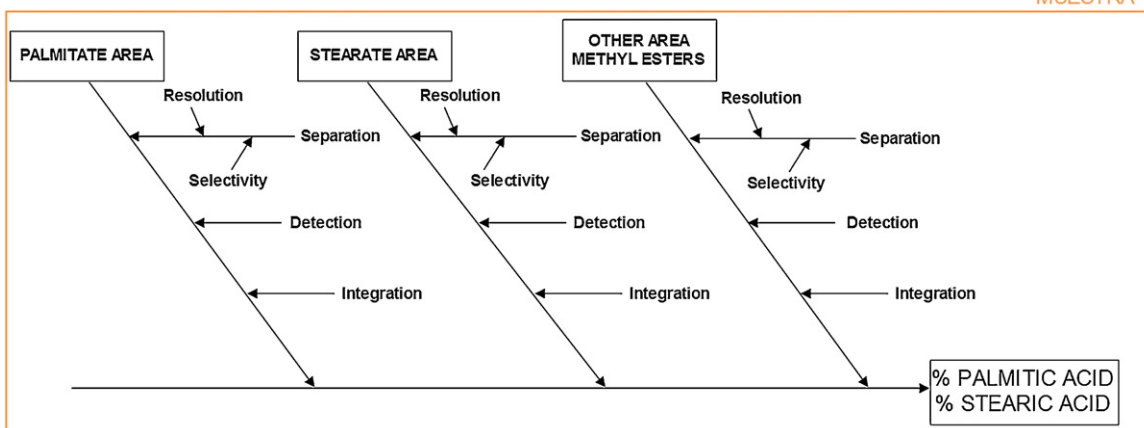 PALMITATE AREA
STEARATE AREA
OTHER AREA
METHYL ESTERS
Resolution
Separation
Selectivity
Detection
Integration
Resolution
Separation
Selectivity
Detection
Integration
Resolution
Separation
Selectivity
Detection
Integration
% PALMITIC ACID
% STEARIC ACID